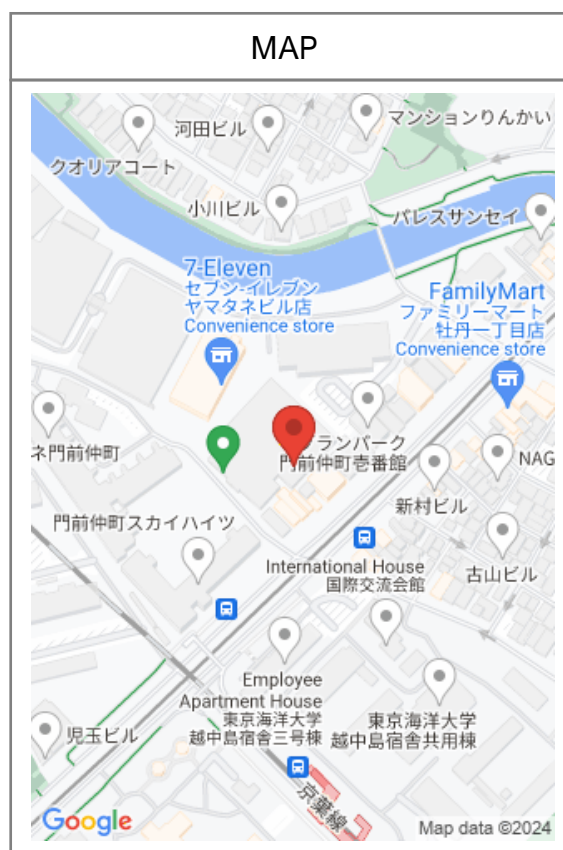 MAP
マンションりんかい
河田ビル
クオリアコート
小川ビル
パレスサンセイ
7-Eleven
セブン-イレブン
ヤマタネビル店
Convenience store
FamilyMart
ファミリーマート
牡丹一丁目店
Convenience store
ネ門前仲町
グランパーク
門前仲町壱番館
NAG
新村ビル
門前仲町スカイハイツ
International House
国際交流会館
古山ビル
Employee
Apartment House
東京海洋大学
越中島宿舎三号棟
東京海洋大学
越中島宿舎共用棟
児玉ビル
京葉線
Google
Map data ©2024